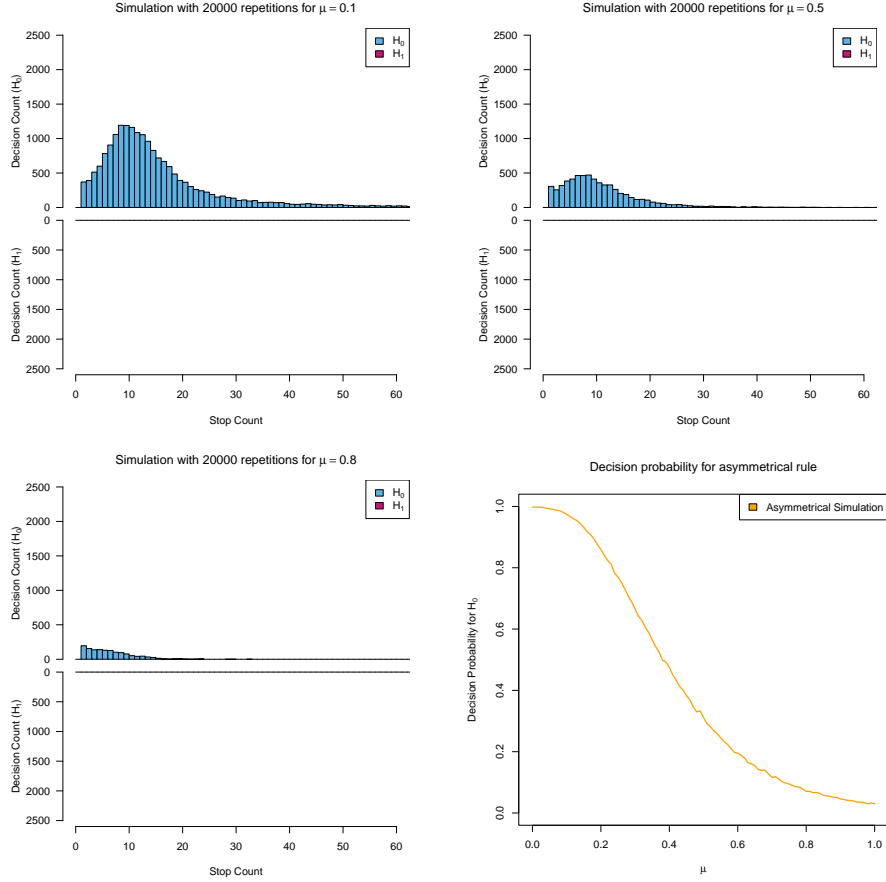 Simulation with 20000 repetitions for μ = 0.1
H₀
H₁
Decision Count (H₀)
2500
2000
1500
1000
500
0
Decision Count (H₁)
0
500
1000
1500
2000
2500
0 10 20 30 40 50 60
Stop Count
Simulation with 20000 repetitions for μ = 0.5
H₀
H₁
Decision Count (H₀)
2500
2000
1500
1000
500
0
Decision Count (H₁)
0
500
1000
1500
2000
2500
0 10 20 30 40 50 60
Stop Count
Simulation with 20000 repetitions for μ = 0.8
H₀
H₁
Decision Count (H₀)
2500
2000
1500
1000
500
0
Decision Count (H₁)
0
500
1000
1500
2000
2500
0 10 20 30 40 50 60
Stop Count
Decision probability for asymmetrical rule
Asymmetrical Simulation
Decision Probability for H₀
1.0
0.8
0.6
0.4
0.2
0.0
0.0 0.2 0.4 0.6 0.8 1.0
μ